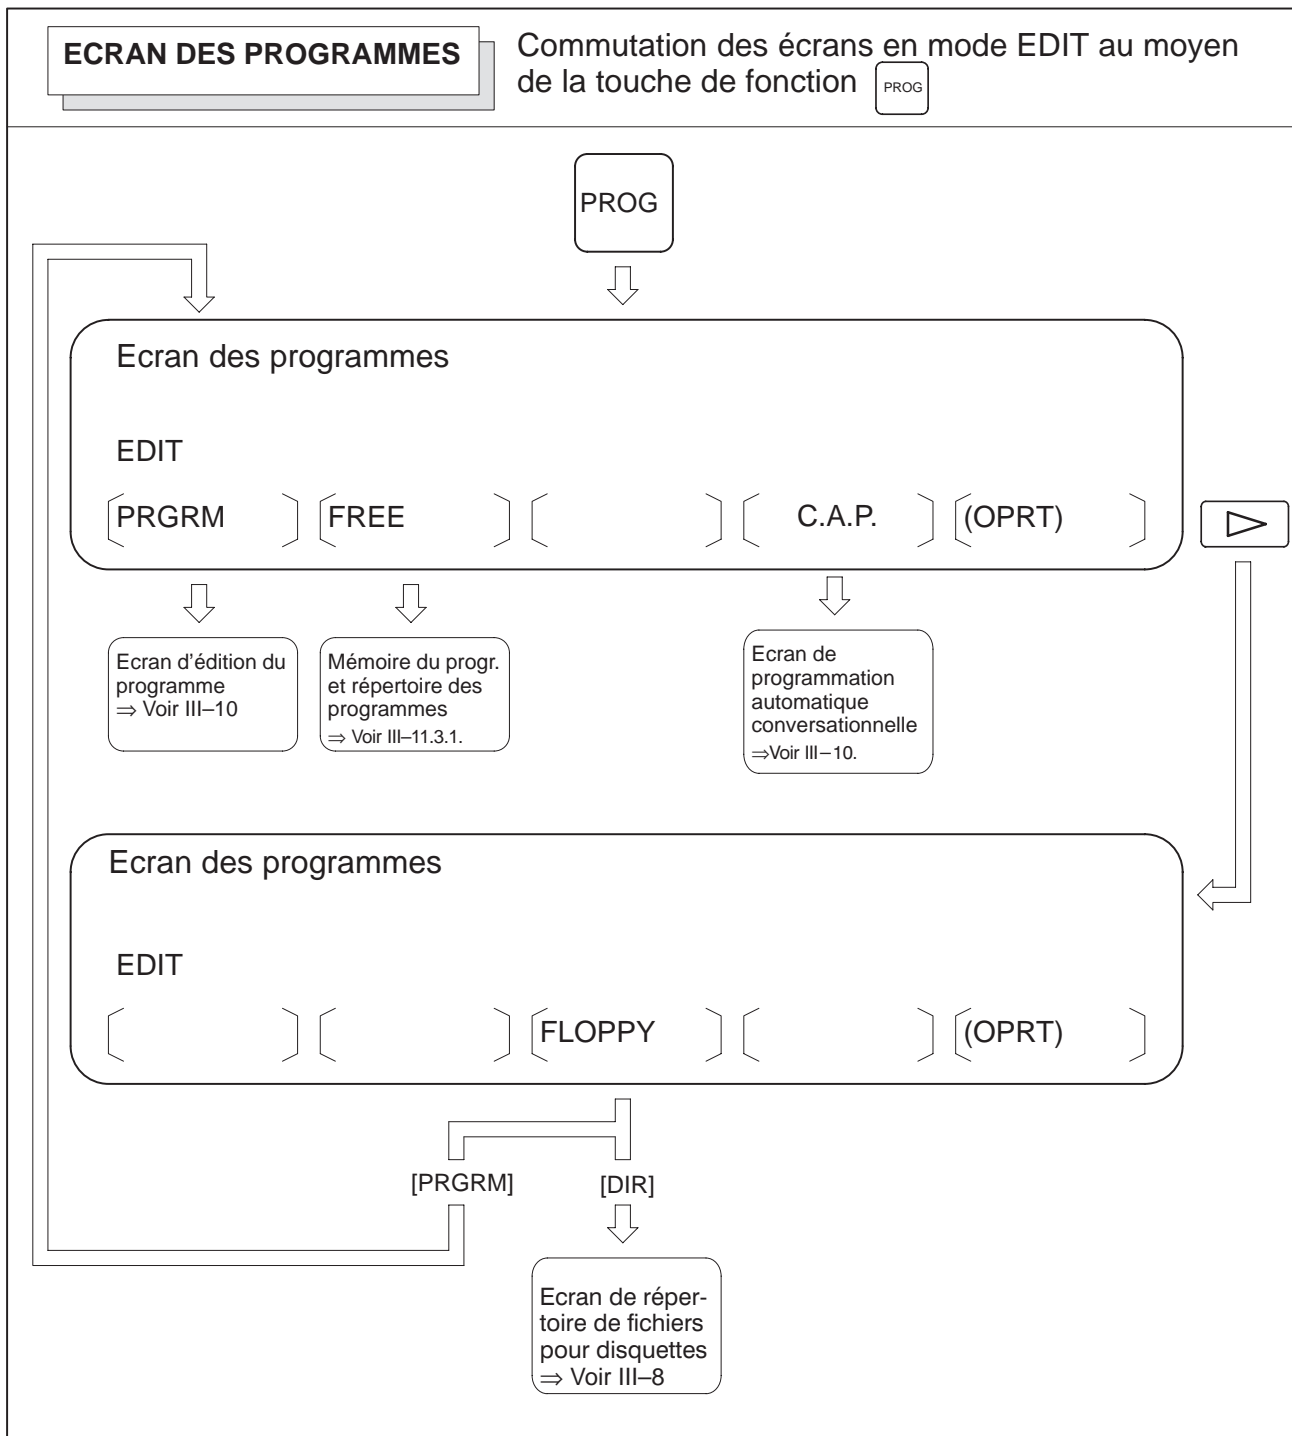 ECRAN DES PROGRAMMES
Commutation des écrans en mode EDIT au moyen
de la touche de fonction PROG
PROG
Ecran des programmes
EDIT
PRGRM FREE C.A.P. (OPRT)
Ecran d'édition du
programme
⇒ Voir III–10
Mémoire du progr.
et répertoire des
programmes
⇒ Voir III–11.3.1.
Ecran de
programmation
automatique
conversationnelle
⇒Voir III–10.
Ecran des programmes
EDIT
FLOPPY (OPRT)
[PRGRM] [DIR]
Ecran de réper-
toire de fichiers
pour disquettes
⇒ Voir III–8